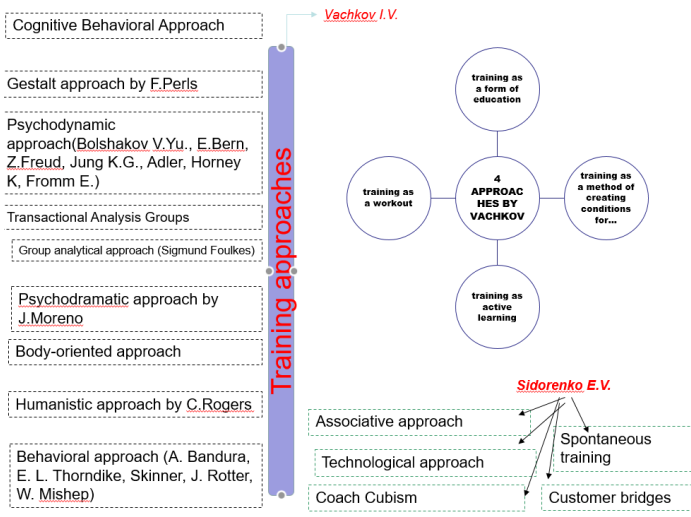 Cognitive Behavioral Approach
Gestalt approach by F.Perls
Psychodynamic
approach(Bolshakov V.Yu., E.Bern,
Z.Freud, Jung K.G., Adler, Horney
K, Fromm E.)
Transactional Analysis Groups
Group analytical approach (Sigmund Foulkes)
Psychodramatic approach by
J.Moreno
Body-oriented approach
Humanistic approach by C.Rogers
Behavioral approach (A. Bandura,
E. L. Thorndike, Skinner, J. Rotter,
W. Mishep)
Training approaches
Vachkov I.V.
training as
a form of
education
training as
a workout
4
APPROAC
HES BY
VACHKOV
training as
a method of
creating
conditions
for...
training as
active
learning
Sidorenko E.V.
Associative approach
Technological approach
Coach Cubism
Spontaneous
training
Customer bridges